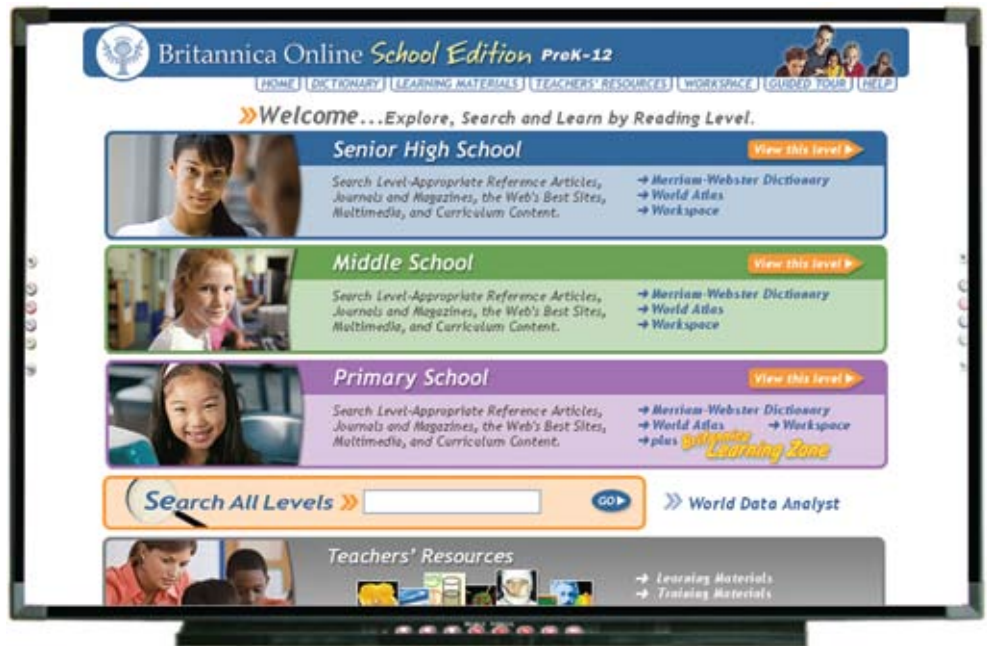 Britannica Online School Edition PreK-12
HOME DICTIONARY LEARNING MATERIALS TEACHERS' RESOURCES WORKSPACE GUIDED TOUR HELP
»Welcome...Explore, Search and Learn by Reading Level.
Senior High School
View this level
Search Level-Appropriate Reference Articles,
Journals and Magazines, the Web's Best Sites,
Multimedia, and Curriculum Content.
→ Merriam-Webster Dictionary
→ World Atlas
→ Workspace
Middle School
View this level
Search Level-Appropriate Reference Articles,
Journals and Magazines, the Web's Best Sites,
Multimedia, and Curriculum Content.
→ Merriam-Webster Dictionary
→ World Atlas
→ Workspace
Primary School
View this level
Search Level-Appropriate Reference Articles,
Journals and Magazines, the Web's Best Sites,
Multimedia, and Curriculum Content.
→ Merriam-Webster Dictionary
→ World Atlas → Workspace
→ plus Britannica Learning Zone
Search All Levels »
GO
» World Data Analyst
Teachers' Resources
→ Learning Materials
→ Training Materials